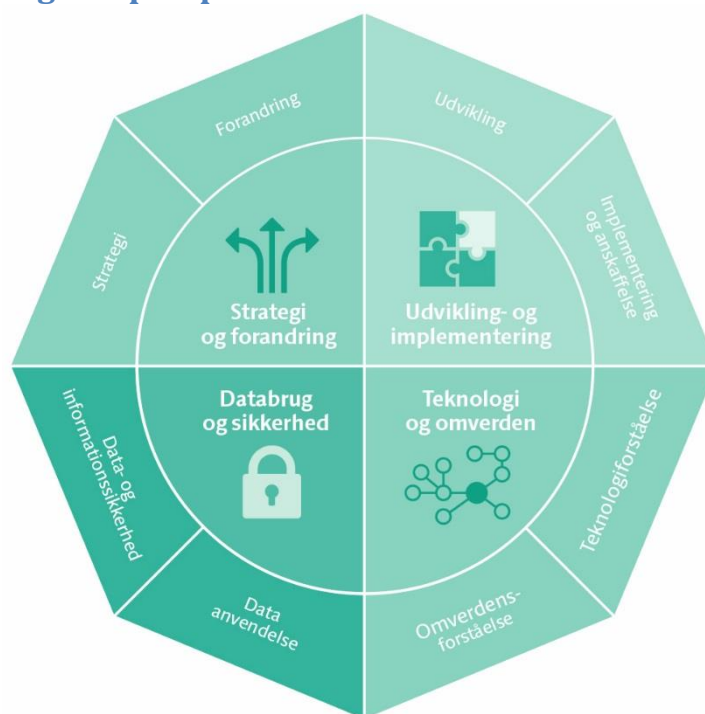 Forandring
Udvikling
Strategi
Implementering
og anskaffelse
Strategi
og forandring
Udvikling- og
implementering
Databrug
og sikkerhed
Teknologi
og omverden
Data- og
informationssikkerhed
Teknologiforståelse
Data
anvendelse
Omverdens-
forståelse